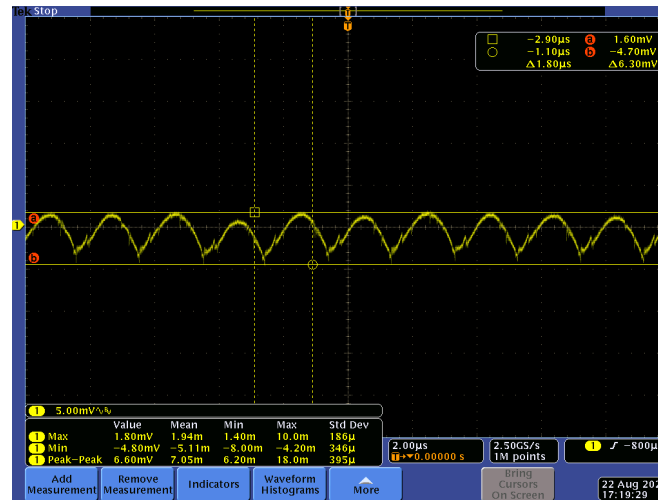 Tek Stop
T
T
-2.90µs a 1.60mV
-1.10µs b -4.70mV
Δ1.80µs Δ6.30mV
a
1
b
1 5.00mV
Value Mean Min Max Std Dev
1 Max 1.80mV 1.94m 1.40m 10.0m 186µ
1 Min -4.80mV -5.11m -8.00m -4.20m 346µ
1 Peak-Peak 6.60mV 7.05m 6.20m 18.0m 395µ
2.00µs
T 0.00000 s
2.50GS/s
1M points
1 -800µ
Add
Measurement
Remove
Measurement
Indicators
Waveform
Histograms
More
Bring
Cursors
On Screen
22 Aug 202
17:19:29